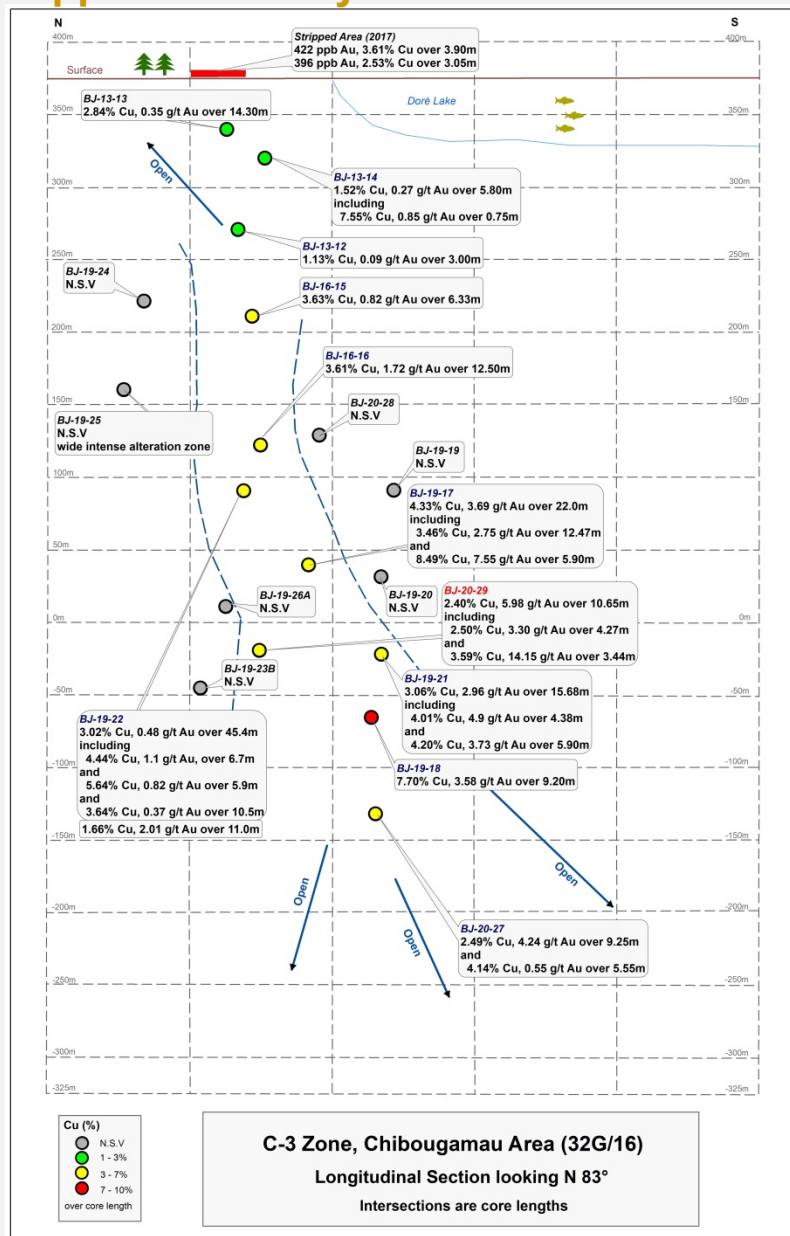 N
S
400m
400m
Stripped Area (2017)
422 ppb Au, 3.61% Cu over 3.90m
396 ppb Au, 2.53% Cu over 3.05m
Surface
BJ-13-13
2.84% Cu, 0.35 g/t Au over 14.30m
Doré Lake
350m
350m
Open
BJ-13-14
1.52% Cu, 0.27 g/t Au over 5.80m
including
7.55% Cu, 0.85 g/t Au over 0.75m
300m
300m
BJ-13-12
1.13% Cu, 0.09 g/t Au over 3.00m
250m
250m
BJ-19-24
N.S.V
BJ-16-15
3.63% Cu, 0.82 g/t Au over 6.33m
200m
200m
BJ-16-16
3.61% Cu, 1.72 g/t Au over 12.50m
150m
150m
BJ-19-25
N.S.V
wide intense alteration zone
BJ-20-28
N.S.V
BJ-19-19
N.S.V
100m
100m
BJ-19-17
4.33% Cu, 3.69 g/t Au over 22.0m
including
3.46% Cu, 2.75 g/t Au over 12.47m
and
8.49% Cu, 7.55 g/t Au over 5.90m
50m
50m
BJ-19-26A
N.S.V
BJ-19-20
N.S.V
BJ-20-29
2.40% Cu, 5.98 g/t Au over 10.65m
including
2.50% Cu, 3.30 g/t Au over 4.27m
and
3.59% Cu, 14.15 g/t Au over 3.44m
0m
0m
BJ-19-23B
N.S.V
BJ-19-21
3.06% Cu, 2.96 g/t Au over 15.68m
including
4.01% Cu, 4.9 g/t Au over 4.38m
and
4.20% Cu, 3.73 g/t Au over 5.90m
-50m
-50m
BJ-19-22
3.02% Cu, 0.48 g/t Au over 45.4m
including
4.44% Cu, 1.1 g/t Au, over 6.7m
and
5.64% Cu, 0.82 g/t Au over 5.9m
and
3.64% Cu, 0.37 g/t Au over 10.5m
1.66% Cu, 2.01 g/t Au over 11.0m
BJ-19-18
7.70% Cu, 3.58 g/t Au over 9.20m
-100m
-100m
-150m
-150m
Open
Open
Open
-200m
-200m
BJ-20-27
2.49% Cu, 4.24 g/t Au over 9.25m
and
4.14% Cu, 0.55 g/t Au over 5.55m
-250m
-250m
-300m
-300m
-325m
-325m
Cu (%)
N.S.V
1 - 3%
3 - 7%
7 - 10%
over core length
C-3 Zone, Chibougamau Area (32G/16)
Longitudinal Section looking N 83°
Intersections are core lengths